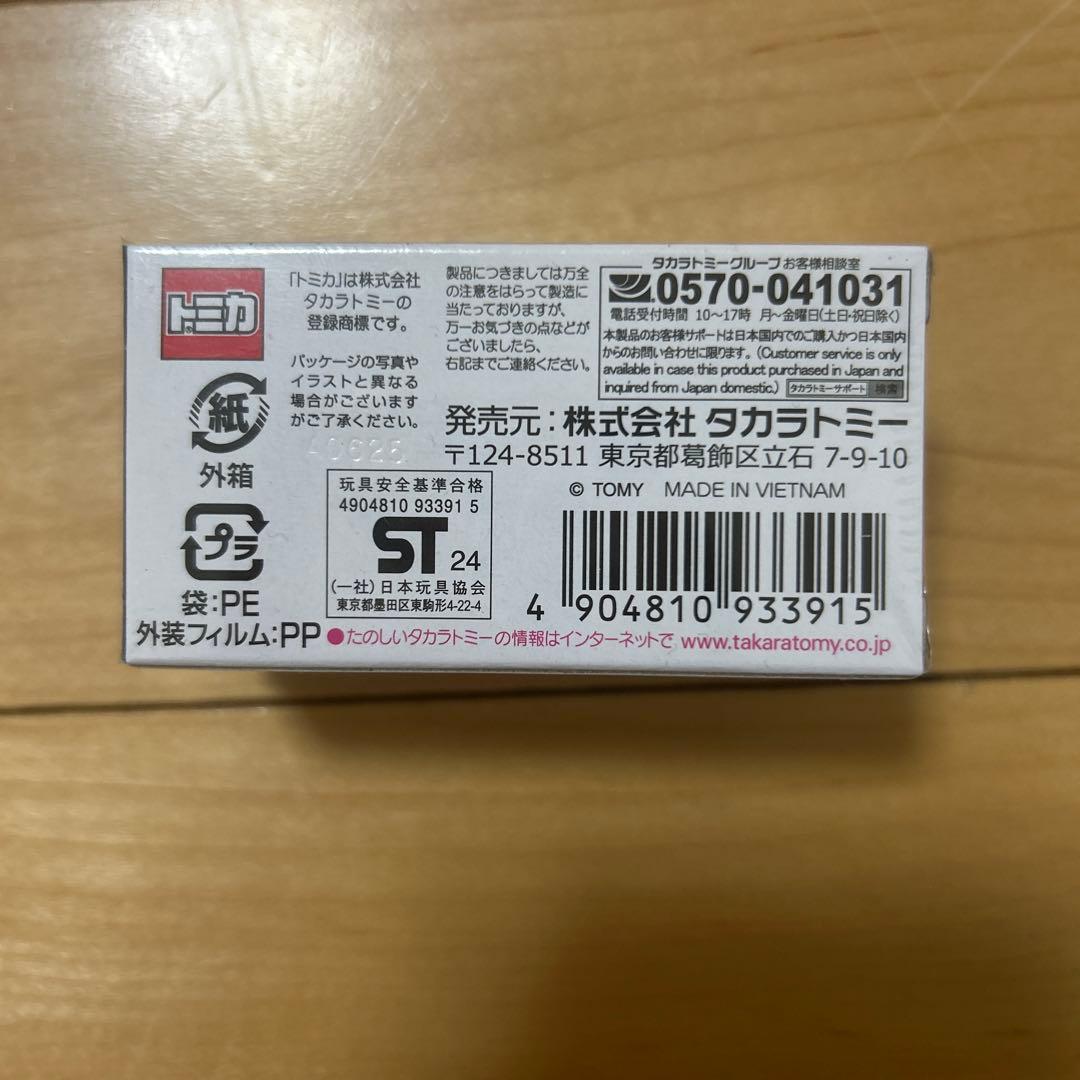 トミカ
「トミカ」は株式会社
タカラトミーの
登録商標です。
パッケージの写真や
イラストと異なる
場合がございます
がご了承ください。
製品につきましては万全
の注意をはらって製造に
当たっておりますが、
万一お気づきの点などが
ございましたら、
右記までご連絡ください。
タカラトミーグループお客様相談室
0570-041031
電話受付時間 10〜17時 月〜金曜日(土日・祝日除く)
本製品のお客様サポートは日本国内でのご購入かつ日本国内
からのお問い合わせに限ります。(Customer service is only
available in case this product purchased in Japan and
inquired from Japan domestic.) タカラトミーサポート 検索
発売元:株式会社 タカラトミー
〒124-8511 東京都葛飾区立石 7-9-10
© TOMY MADE IN VIETNAM
紙
外箱
プラ
袋:PE
外装フィルム:PP
A0625
玩具安全基準合格
4904810 93391 5
ST 24
(一社)日本玩具協会
東京都墨田区東駒形4-22-4
4 904810 933915
●たのしいタカラトミーの情報はインターネットで www.takaratomy.co.jp